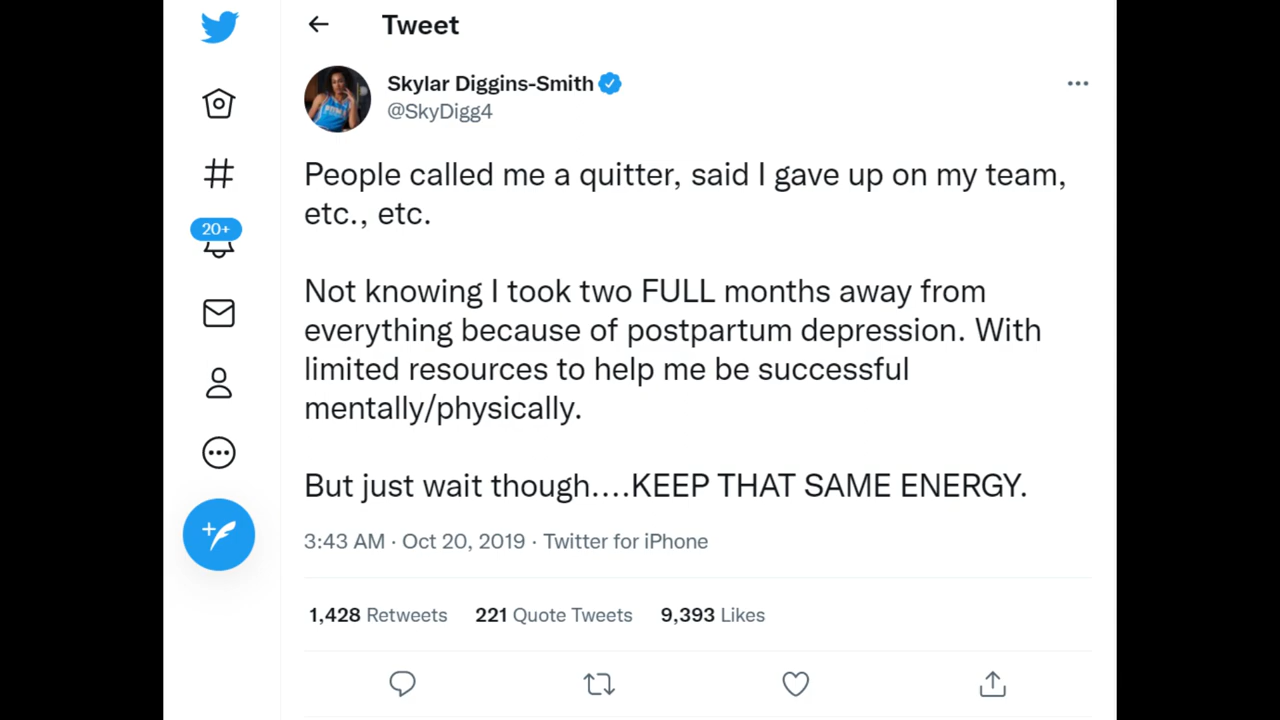 Tweet
Skylar Diggins-Smith
@SkyDigg4
People called me a quitter, said I gave up on my team,
etc., etc.
Not knowing I took two FULL months away from
everything because of postpartum depression. With
limited resources to help me be successful
mentally/physically.
But just wait though....KEEP THAT SAME ENERGY.
3:43 AM · Oct 20, 2019 · Twitter for iPhone
1,428 Retweets 221 Quote Tweets 9,393 Likes
20+